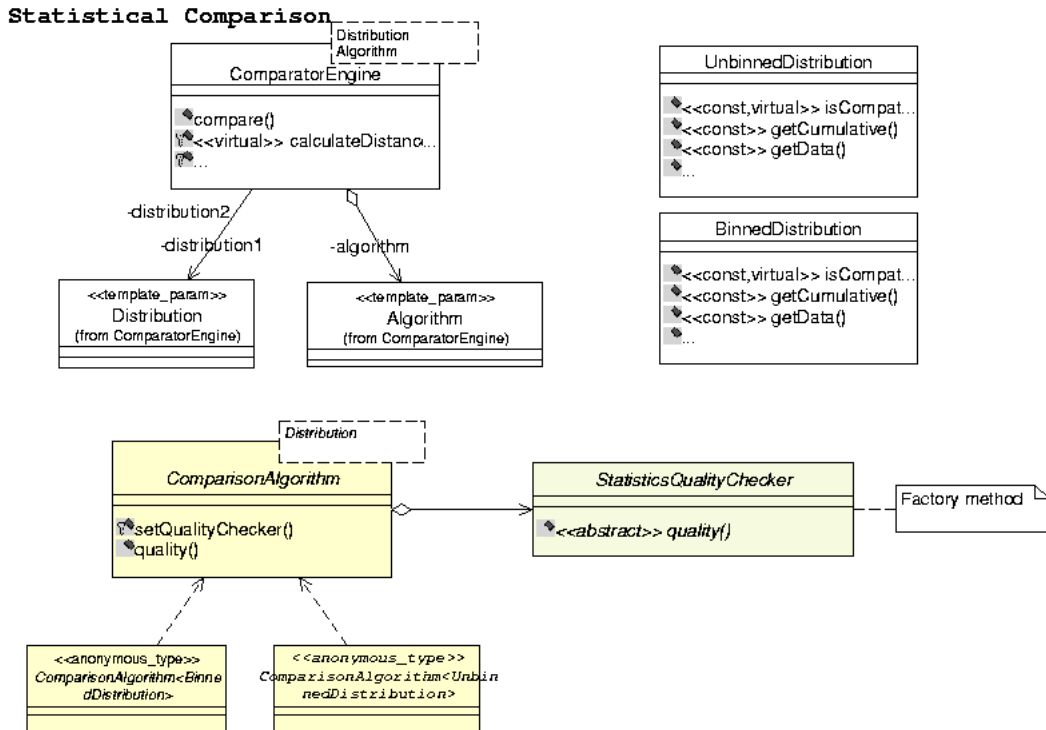 Statistical Comparison
Distribution
Algorithm
ComparatorEngine
compare()
<<virtual>> calculateDistanc...
...
-distribution2
-distribution1
-algorithm
<<template_param>>
Distribution
(from ComparatorEngine)
<<template_param>>
Algorithm
(from ComparatorEngine)
UnbinnedDistribution
<<const,virtual>> isCompat...
<<const>> getCumulative()
<<const>> getData()
...
BinnedDistribution
<<const,virtual>> isCompat...
<<const>> getCumulative()
<<const>> getData()
...
Distribution
ComparisonAlgorithm
setQualityChecker()
quality()
StatisticsQualityChecker
<<abstract>> quality()
Factory method
<<anonymous_type>>
ComparisonAlgorithm<Binne
dDistribution>
<<anonymous_type>>
ComparisonAlgorithm<Unbin
nedDistribution>